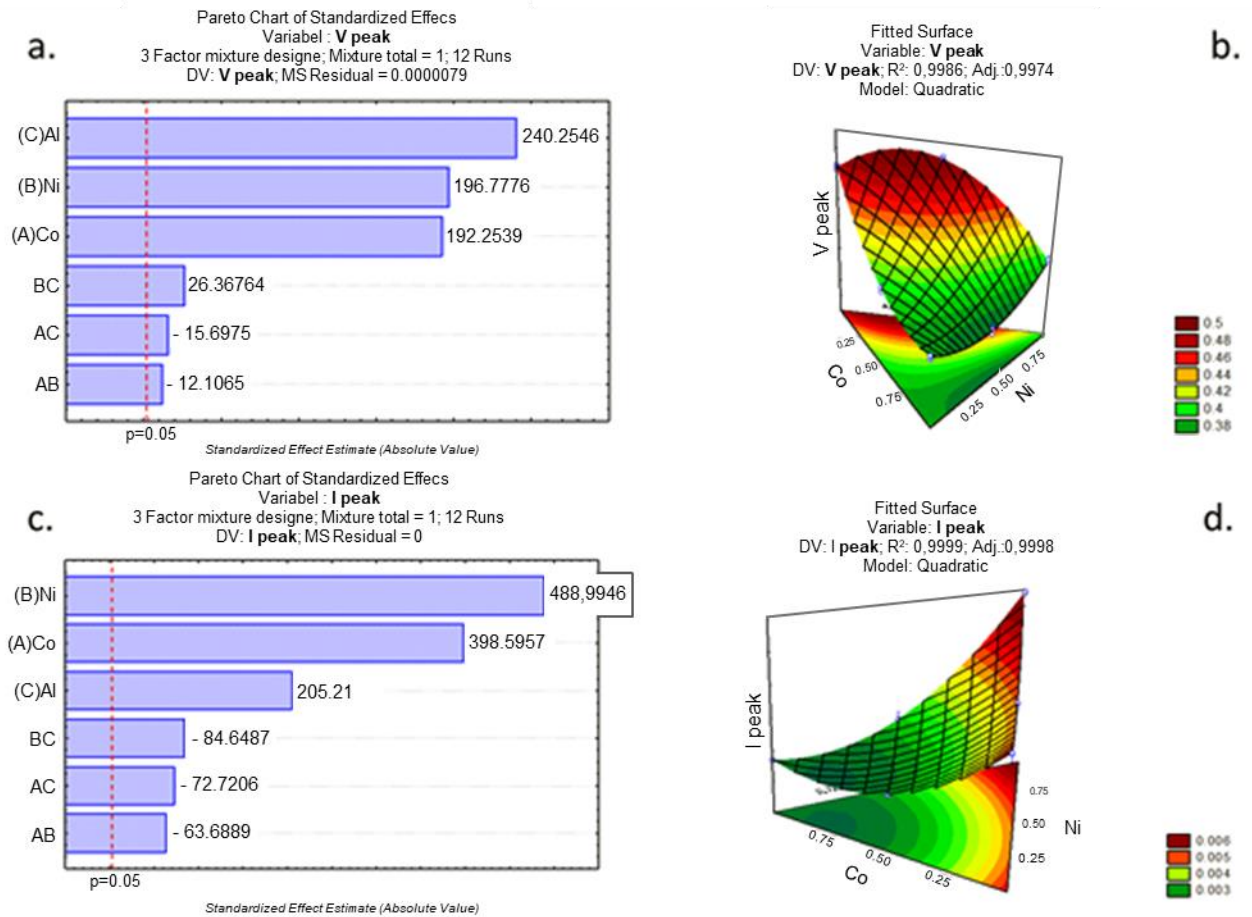 a.
Pareto Chart of Standardized Effecs
Variabel : V peak
3 Factor mixture designe; Mixture total = 1; 12 Runs
DV: V peak; MS Residual = 0.0000079
(C)Al
240.2546
(B)Ni
196.7776
(A)Co
192.2539
BC
26.36764
AC
- 15.6975
AB
- 12.1065
p=0.05
Standardized Effect Estimate (Absolute Value)
b.
Fitted Surface
Variable: V peak
DV: V peak; R²: 0,9986; Adj.:0,9974
Model: Quadratic
V peak
0.25
0.50
0.75
Co
0.25
0.50
0.75
Ni
0.5
0.48
0.46
0.44
0.42
0.4
0.38
c.
Pareto Chart of Standardized Effecs
Variabel : I peak
3 Factor mixture designe; Mixture total = 1; 12 Runs
DV: I peak; MS Residual = 0
(B)Ni
488,9946
(A)Co
398.5957
(C)Al
205.21
BC
- 84.6487
AC
- 72.7206
AB
- 63.6889
p=0.05
Standardized Effect Estimate (Absolute Value)
d.
Fitted Surface
Variable: I peak
DV: I peak; R²: 0,9999; Adj.:0,9998
Model: Quadratic
I peak
0.75
0.50
0.25
Co
0.75
0.50
0.25
Ni
0.006
0.005
0.004
0.003